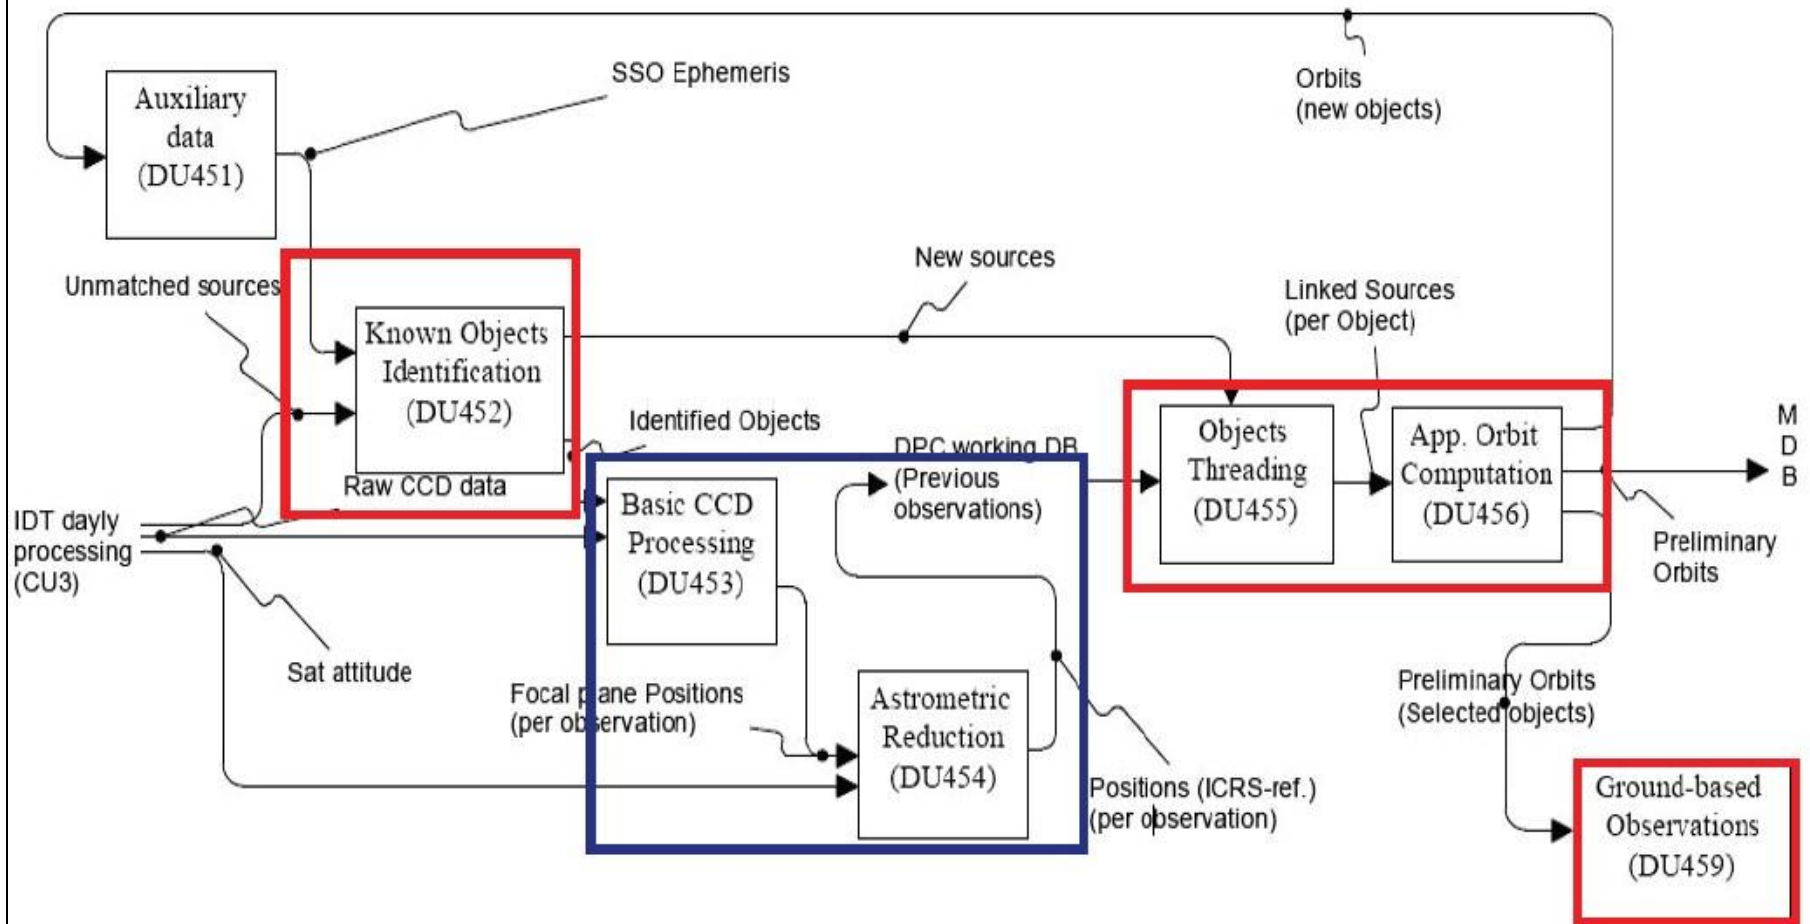 SSO Ephemeris
Orbits
(new objects)
Auxiliary
data
(DU451)
New sources
Unmatched sources
Linked Sources
(per Object)
Known Objects
Identification
(DU452)
Identified Objects
Raw CCD data
DPC working DB
(Previous
observations)
Objects
Threading
(DU455)
App. Orbit
Computation
(DU456)
M
D
B
IDT dayly
processing
(CU3)
Basic CCD
Processing
(DU453)
Preliminary
Orbits
Sat attitude
Focal plane Positions
(per observation)
Astrometric
Reduction
(DU454)
Preliminary Orbits
(Selected objects)
Positions (ICRS-ref.)
(per observation)
Ground-based
Observations
(DU459)